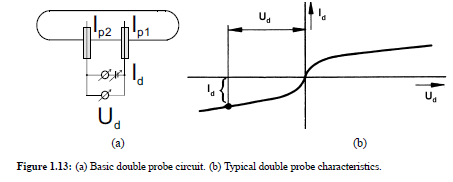 Ip2 Ip1
Id
Ud
(a)
Ud
Id
Id
Ud
(b)
Figure 1.13: (a) Basic double probe circuit. (b) Typical double probe characteristics.